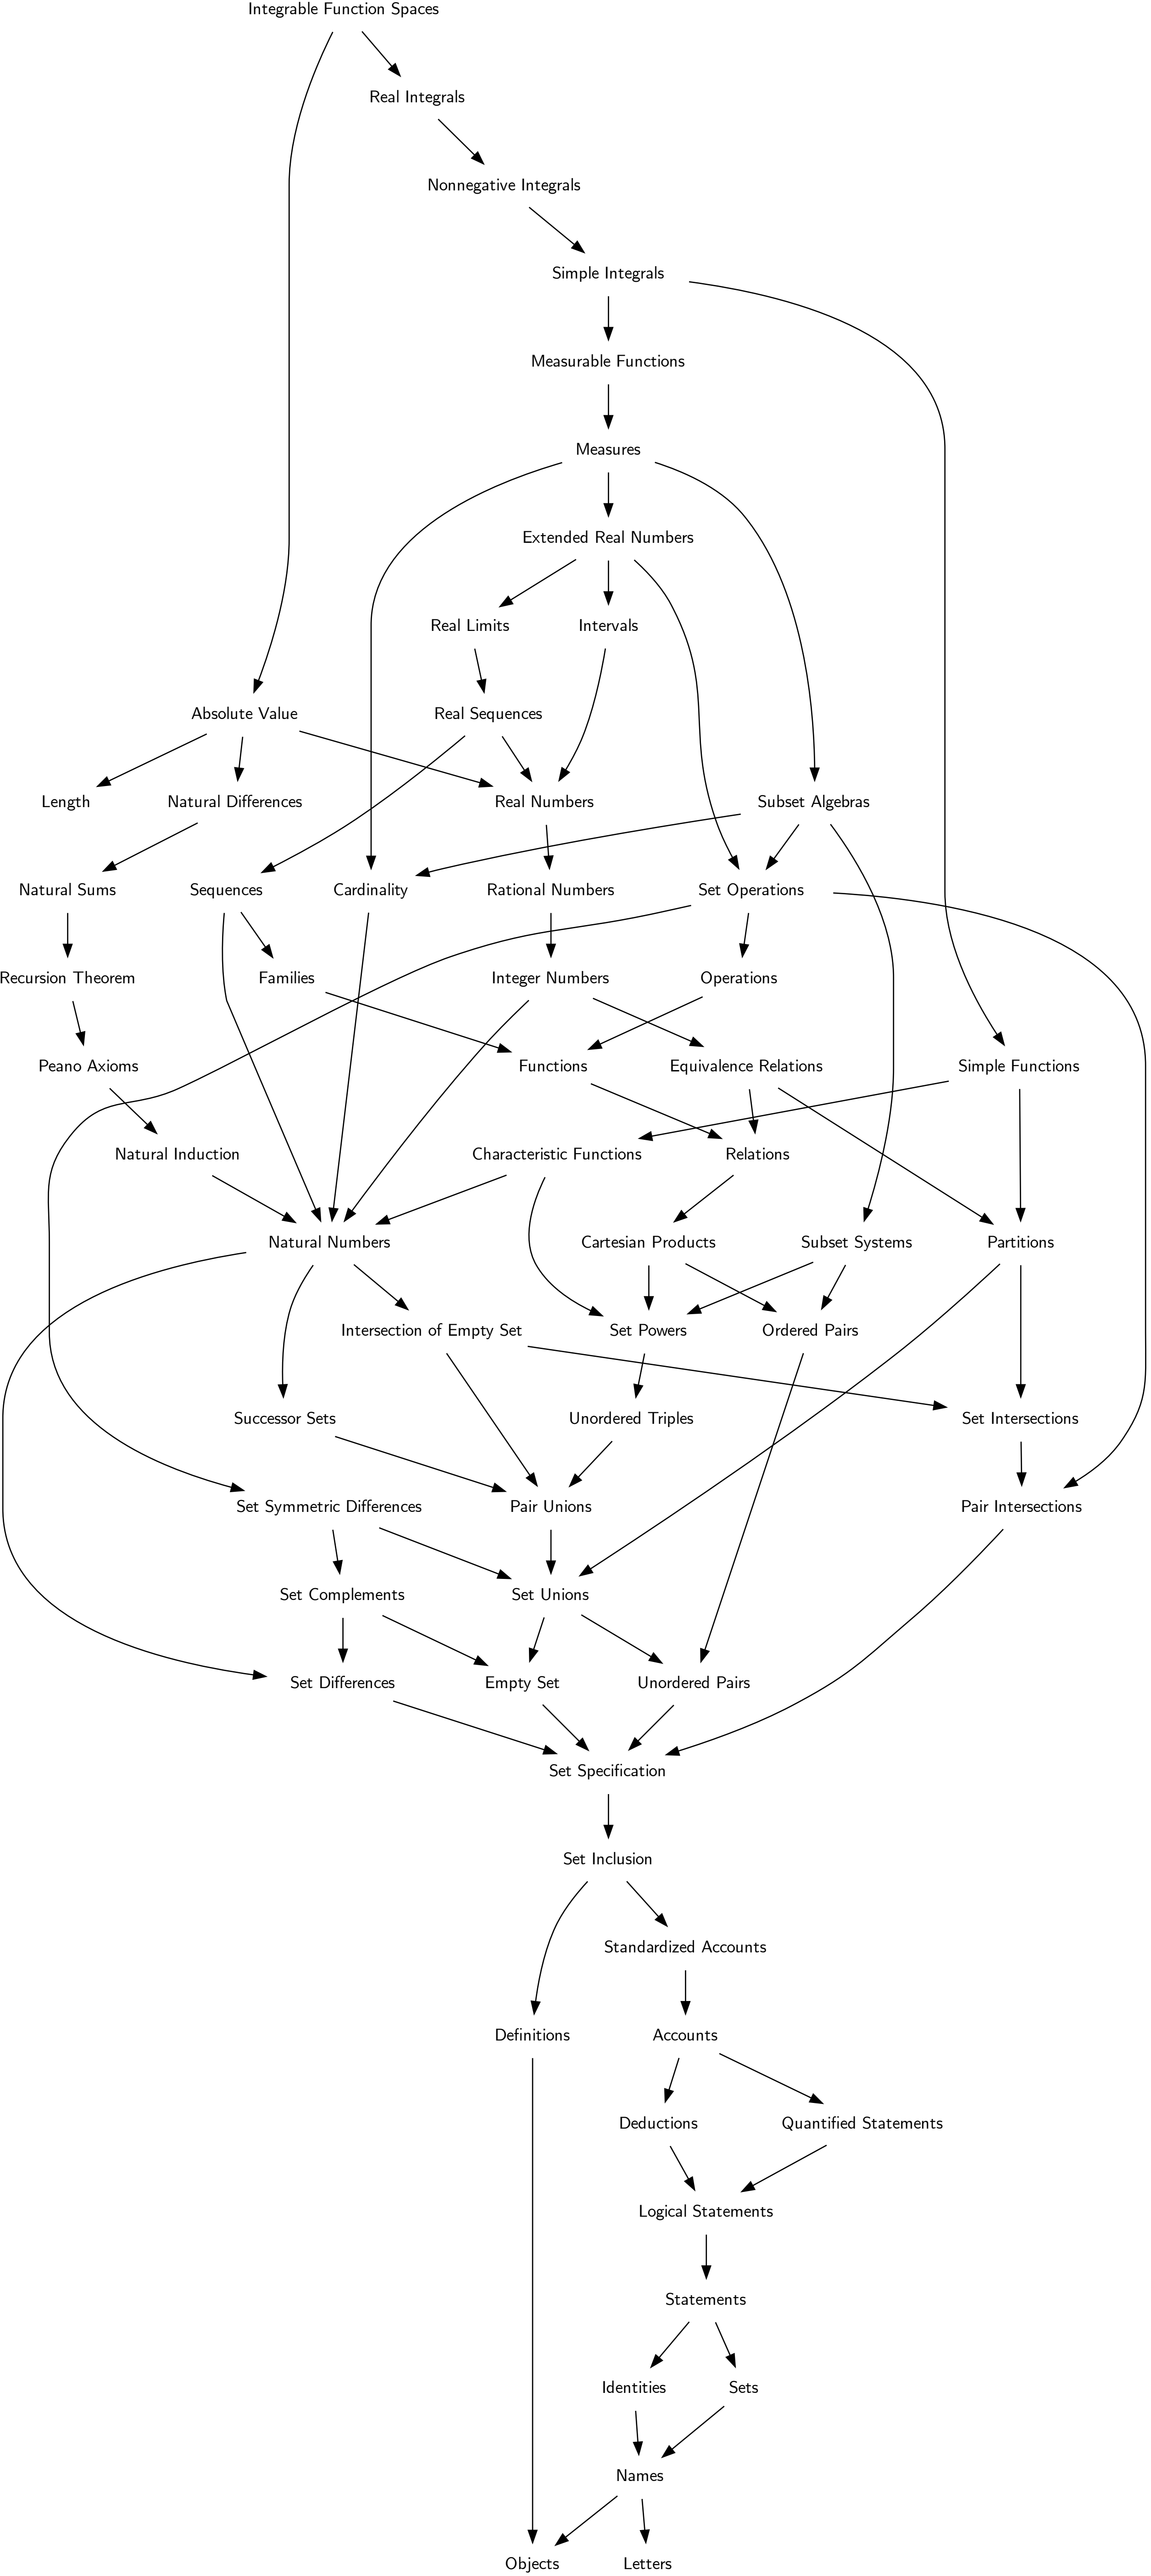 Integrable Function Spaces
Real Integrals
Nonnegative Integrals
Simple Integrals
Measurable Functions
Measures
Extended Real Numbers
Real Limits
Intervals
Absolute Value
Real Sequences
Length
Natural Differences
Real Numbers
Subset Algebras
Natural Sums
Sequences
Cardinality
Rational Numbers
Set Operations
Recursion Theorem
Families
Integer Numbers
Operations
Peano Axioms
Functions
Equivalence Relations
Simple Functions
Natural Induction
Characteristic Functions
Relations
Natural Numbers
Cartesian Products
Subset Systems
Partitions
Intersection of Empty Set
Set Powers
Ordered Pairs
Successor Sets
Unordered Triples
Set Intersections
Set Symmetric Differences
Pair Unions
Pair Intersections
Set Complements
Set Unions
Set Differences
Empty Set
Unordered Pairs
Set Specification
Set Inclusion
Standardized Accounts
Definitions
Accounts
Deductions
Quantified Statements
Logical Statements
Statements
Identities
Sets
Names
Objects
Letters